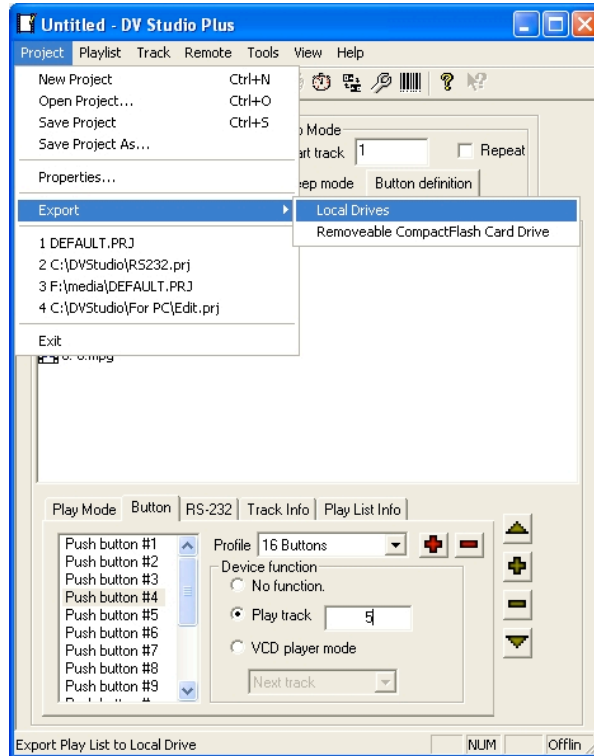 Untitled - DV Studio Plus
Project Playlist Track Remote Tools View Help
New Project Ctrl+N
Open Project... Ctrl+O
Save Project Ctrl+S
Save Project As...
Properties...
Export
1 DEFAULT.PRJ
2 C:\DVStudio\RS232.prj
3 F:\media\DEFAULT.PRJ
4 C:\DVStudio\For PC\Edit.prj
Exit
Local Drives
Removeable CompactFlash Card Drive
Mode
art track 1 Repeat
eep mode Button definition
Play Mode Button RS-232 Track Info Play List Info
Push button #1
Push button #2
Push button #3
Push button #4
Push button #5
Push button #6
Push button #7
Push button #8
Push button #9
Profile 16 Buttons
Device function
No function.
Play track 5
VCD player mode
Next track
Export Play List to Local Drive NUM Offlin